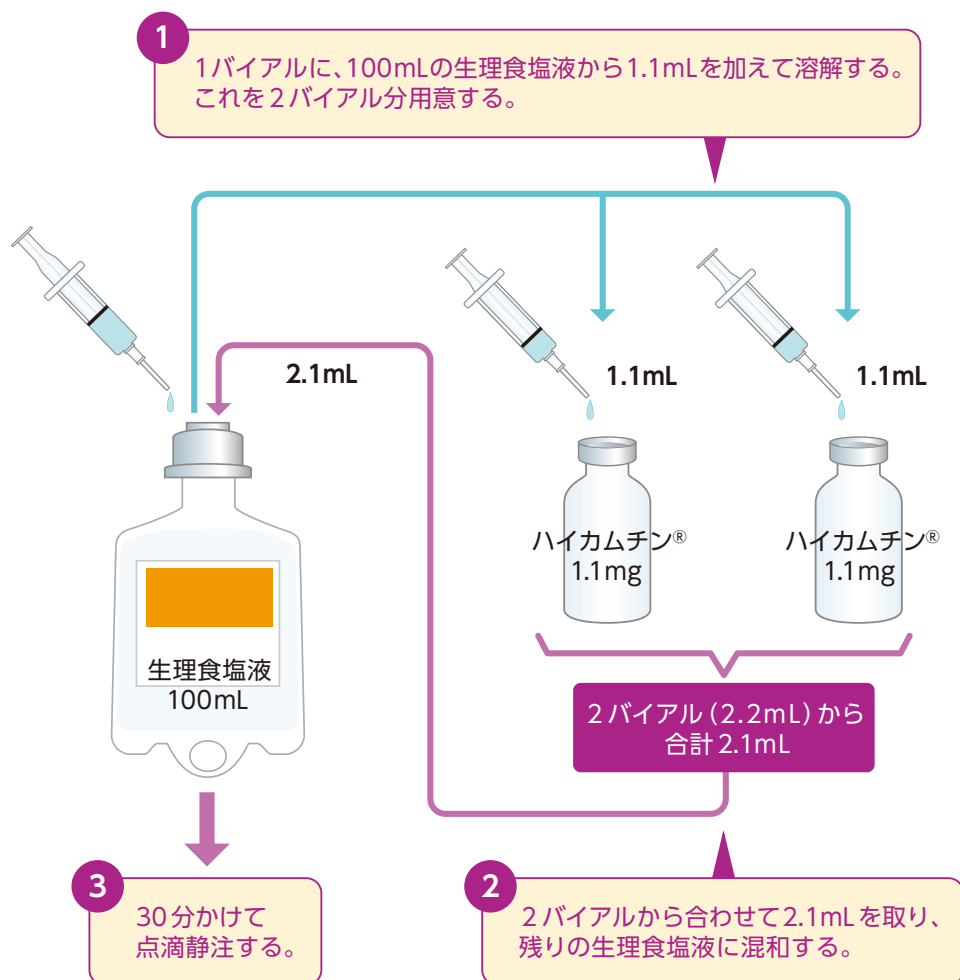 1
1バイアルに、100mLの生理食塩液から1.1mLを加えて溶解する。
これを2バイアル分用意する。
2.1mL
1.1mL
1.1mL
ハイカムチン®
1.1mg
ハイカムチン®
1.1mg
生理食塩液
100mL
2バイアル(2.2mL)から
合計2.1mL
3
30分かけて
点滴静注する。
2
2バイアルから合わせて2.1mLを取り、
残りの生理食塩液に混和する。